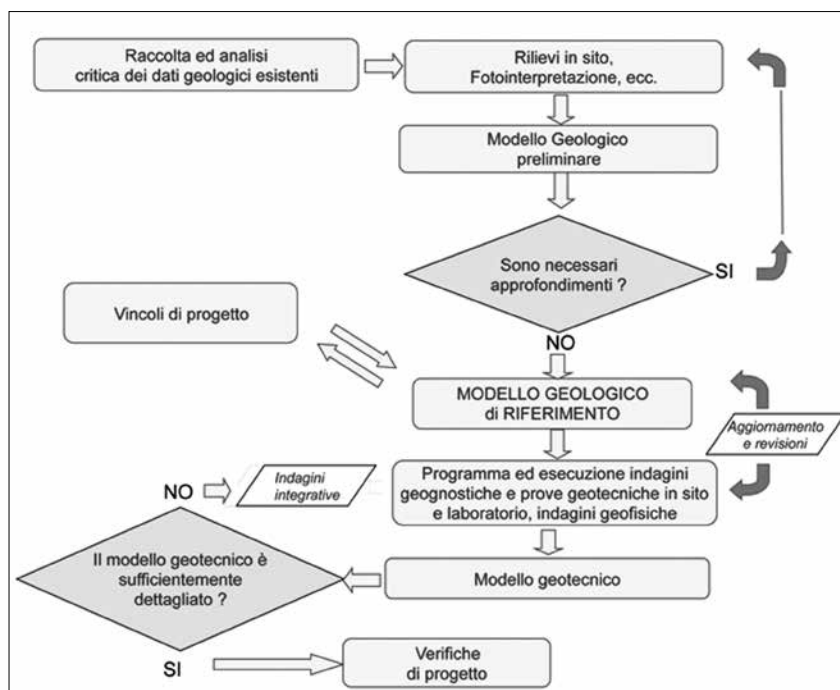 Raccolta ed analisi
critica dei dati geologici esistenti
Rilievi in sito,
Fotointerpretazione, ecc.
Modello Geologico
preliminare
Sono necessari
approfondimenti ?
SI
NO
Vincoli di progetto
MODELLO GEOLOGICO
di RIFERIMENTO
Aggiornamento
e revisioni
Programma ed esecuzione indagini
geognostiche e prove geotecniche in sito
e laboratorio, indagini geofisiche
Indagini
integrative
NO
Il modello geotecnico è
sufficientemente
dettagliato ?
Modello geotecnico
SI
Verifiche
di progetto